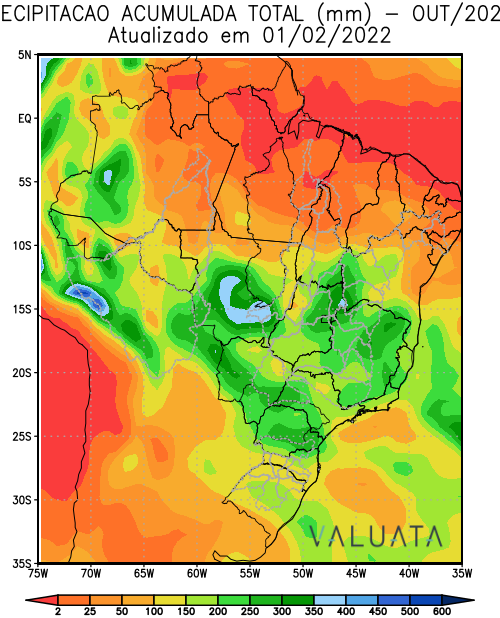 ECIPITACAO ACUMULADA TOTAL (mm) – OUT/202
Atualizado em 01/02/2022
5N
EQ
5S
10S
15S
20S
25S
30S
35S
VALUATA
75W 70W 65W 60W 55W 50W 45W 40W 35W
2 25 50 100 150 200 250 300 350 400 450 500 600